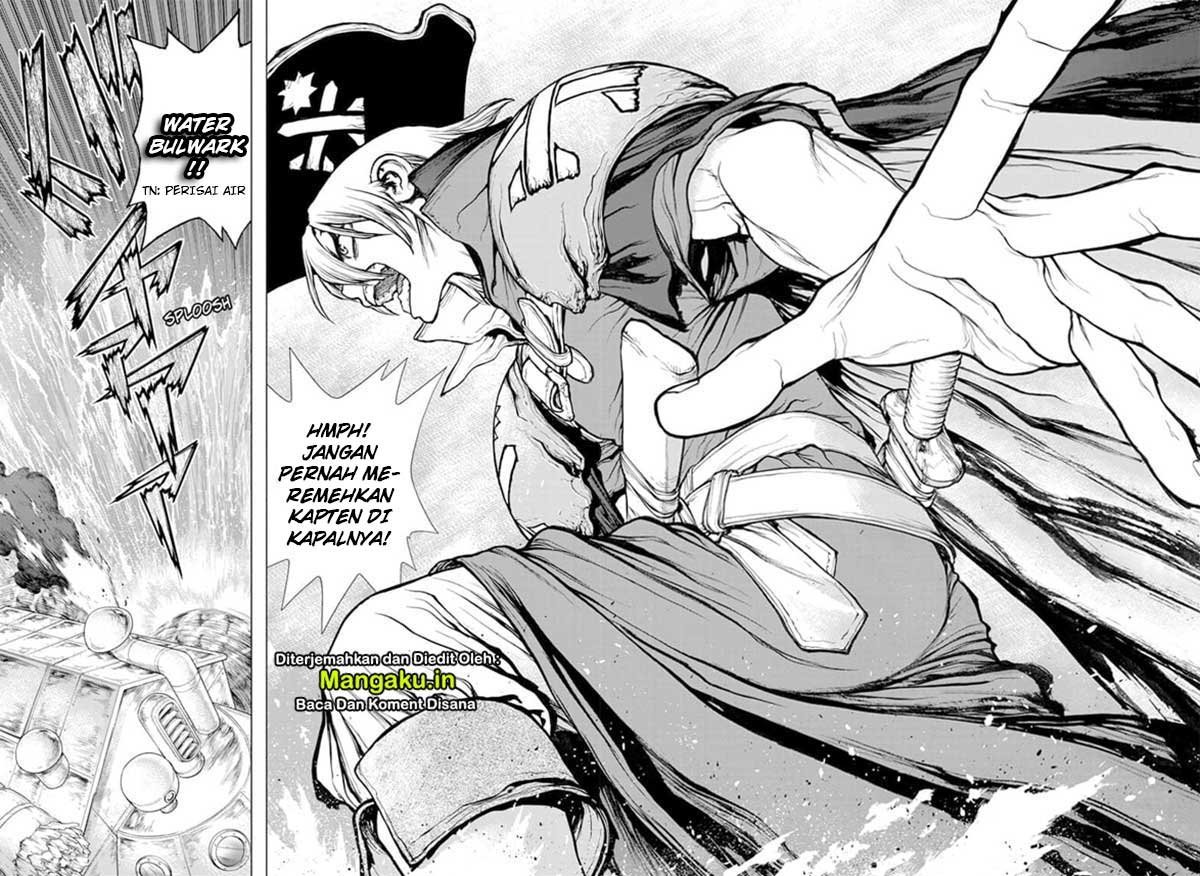 HMPH!
JANGAN
PERNAH ME-
REMEHKAN
KAPTEN DI
KAPALNYA!
Diterjemahkan dan Diedit Oleh :
Mangaku.in
Baca Dan Koment Disana
WATER
BULWARK
!!
TN: PERISAI AIR
SPLOOSH